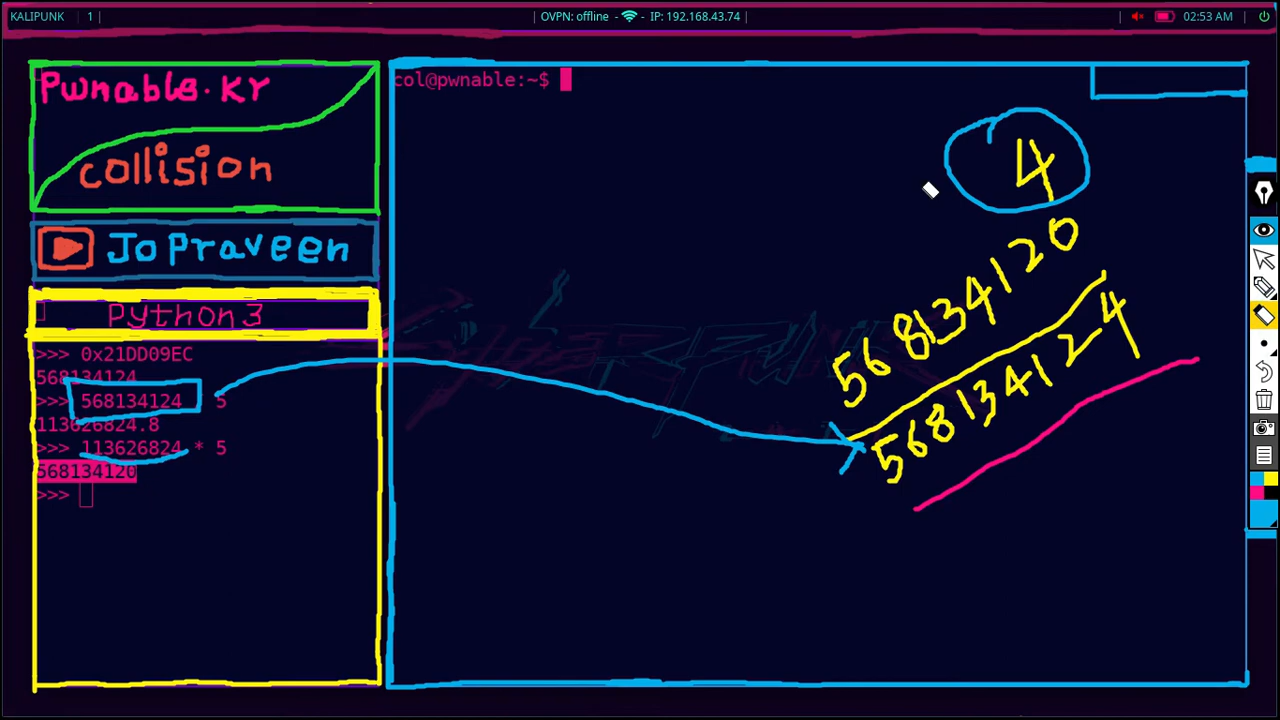 KALIPUNK 1 OVPN: offline - - IP: 192.168.43.74 02:53 AM
Pwnable.KY
collision
JoPraveen
Python3
>>> 0x21DD09EC
568134124
>>> 568134124 5
113626824.8
>>> 113626824 * 5
568134120
>>>
col@pwnable:~$
4
568134120
568134124